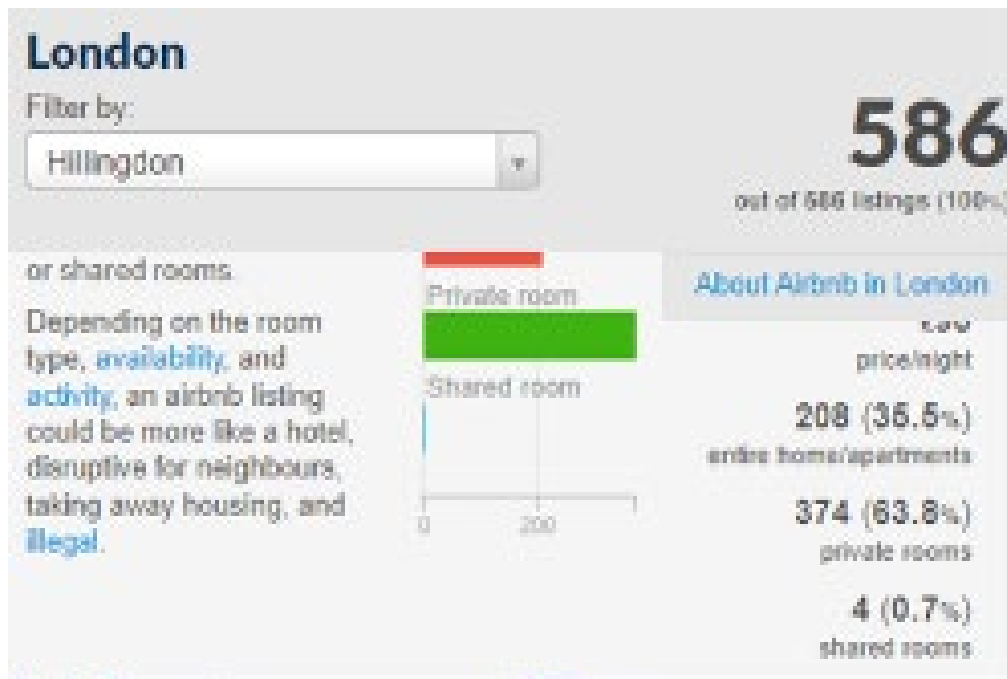 London
Filter by:
Hillingdon
586
out of 586 listings (100%)
or shared rooms.
Depending on the room
type, availability, and
activity, an airbnb listing
could be more like a hotel,
disruptive for neighbours,
taking away housing, and
illegal.
Private room
Shared room
0
200
About Airbnb in London
price/night
208 (35.5%)
entire home/apartments
374 (63.8%)
private rooms
4 (0.7%)
shared rooms